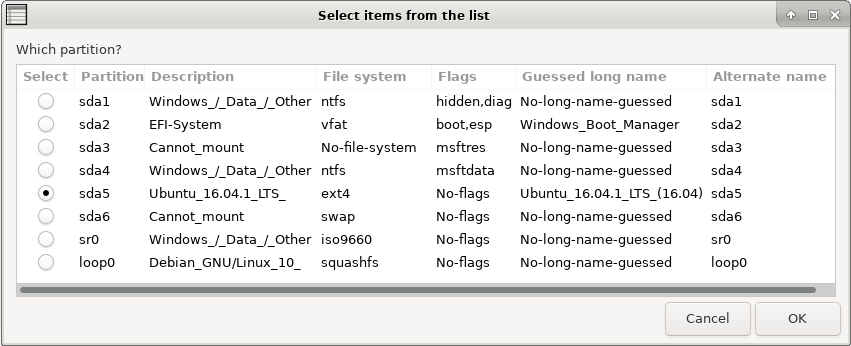 Select items from the list
Which partition?
Select Partition Description File system Flags Guessed long name Alternate name
sda1 Windows_/_Data_/_Other ntfs hidden,diag No-long-name-guessed sda1
sda2 EFI-System vfat boot,esp Windows_Boot_Manager sda2
sda3 Cannot_mount No-file-system msftres No-long-name-guessed sda3
sda4 Windows_/_Data_/_Other ntfs msftdata No-long-name-guessed sda4
sda5 Ubuntu_16.04.1_LTS_ ext4 No-flags Ubuntu_16.04.1_LTS_(16.04) sda5
sda6 Cannot_mount swap No-flags No-long-name-guessed sda6
sr0 Windows_/_Data_/_Other iso9660 No-flags No-long-name-guessed sr0
loop0 Debian_GNU/Linux_10_ squashfs No-flags No-long-name-guessed loop0
Cancel OK